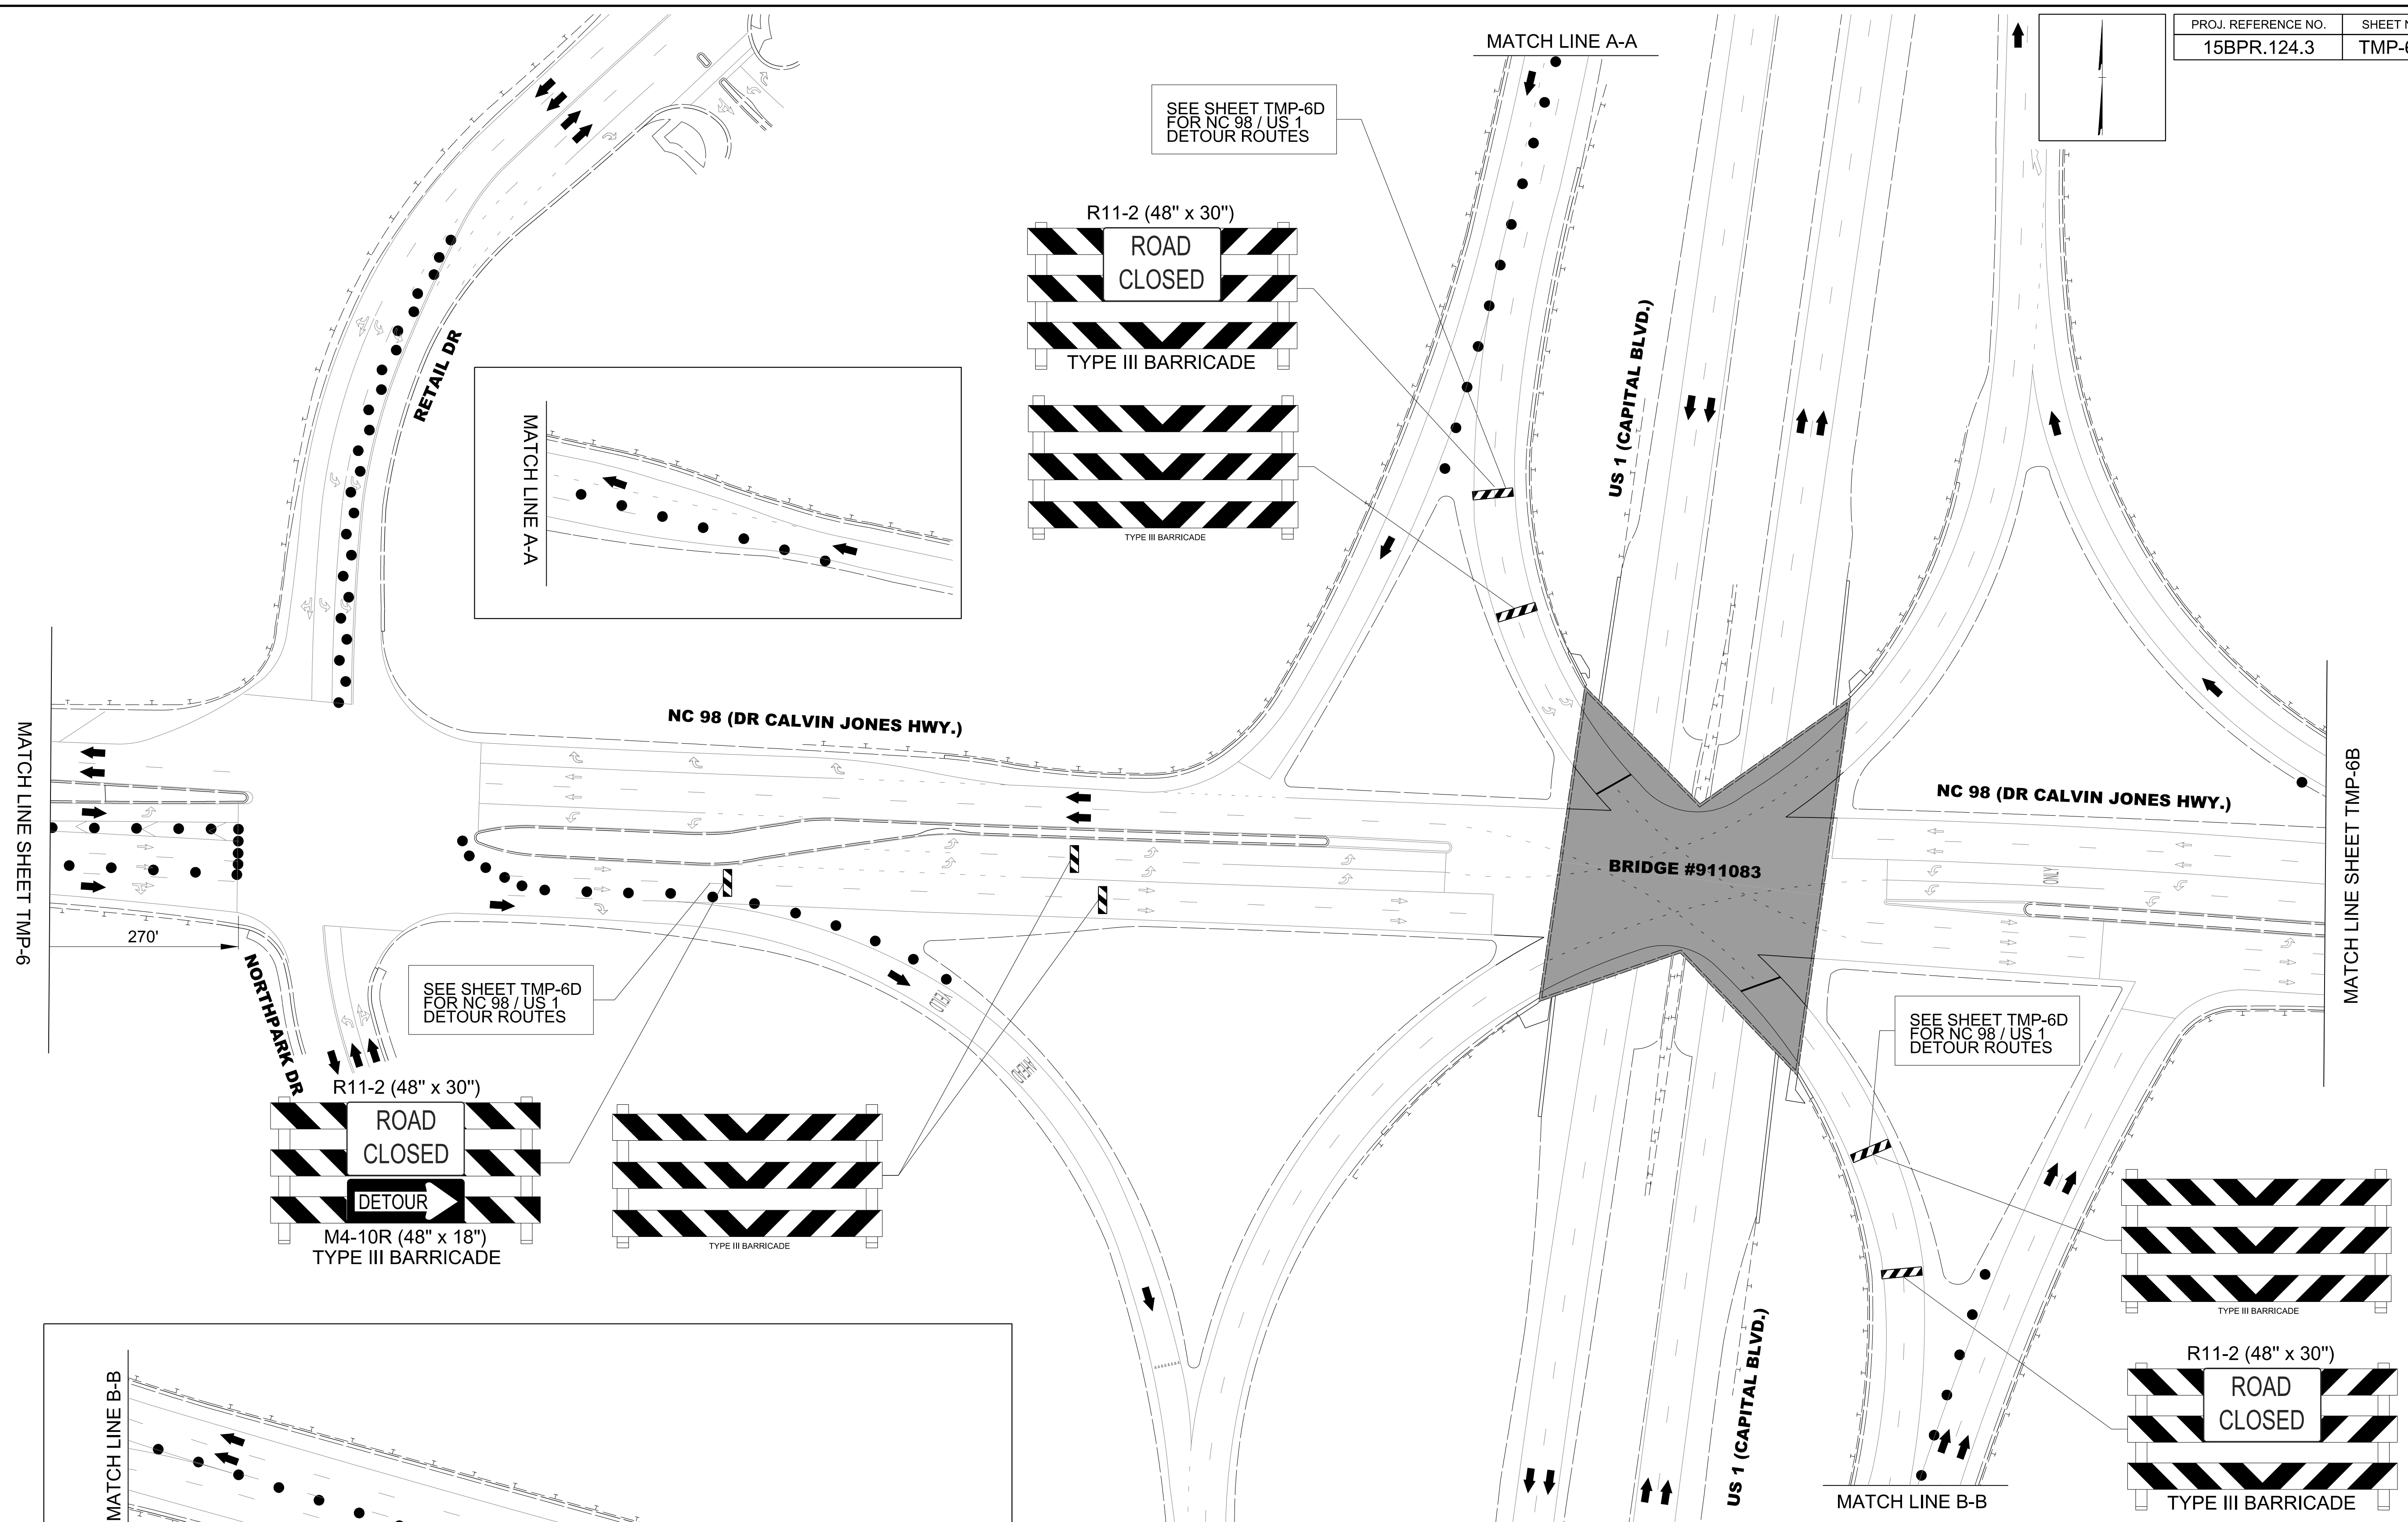 PROJ. REFERENCE NO.
15BPR.124.3
MATCH LINE A-A
SEE SHEET TMP-6D
FOR NC 98 / US 1
DETOUR ROUTES
R11-2 (48" x 30")
ROAD
CLOSED
TYPE III BARRICADE
TYPE III BARRICADE
US 1 (CAPITAL BLVD.)
RETAIL DR
MATCH LINE A-A
MATCH LINE SHEET TMP-6
NC 98 (DR CALVIN JONES HWY.)
BRIDGE #911083
NC 98 (DR CALVIN JONES HWY.)
ONLY
MATCH LINE SHEET TMP-6B
270'
NORTHPARK DR
SEE SHEET TMP-6D
FOR NC 98 / US 1
DETOUR ROUTES
YIELD
AHEAD
SEE SHEET TMP-6D
FOR NC 98 / US 1
DETOUR ROUTES
R11-2 (48" x 30")
ROAD
CLOSED
DETOUR
M4-10R (48" x 18")
TYPE III BARRICADE
TYPE III BARRICADE
TYPE III BARRICADE
US 1 (CAPITAL BLVD.)
R11-2 (48" x 30")
ROAD
CLOSED
TYPE III BARRICADE
MATCH LINE B-B
MATCH LINE B-B